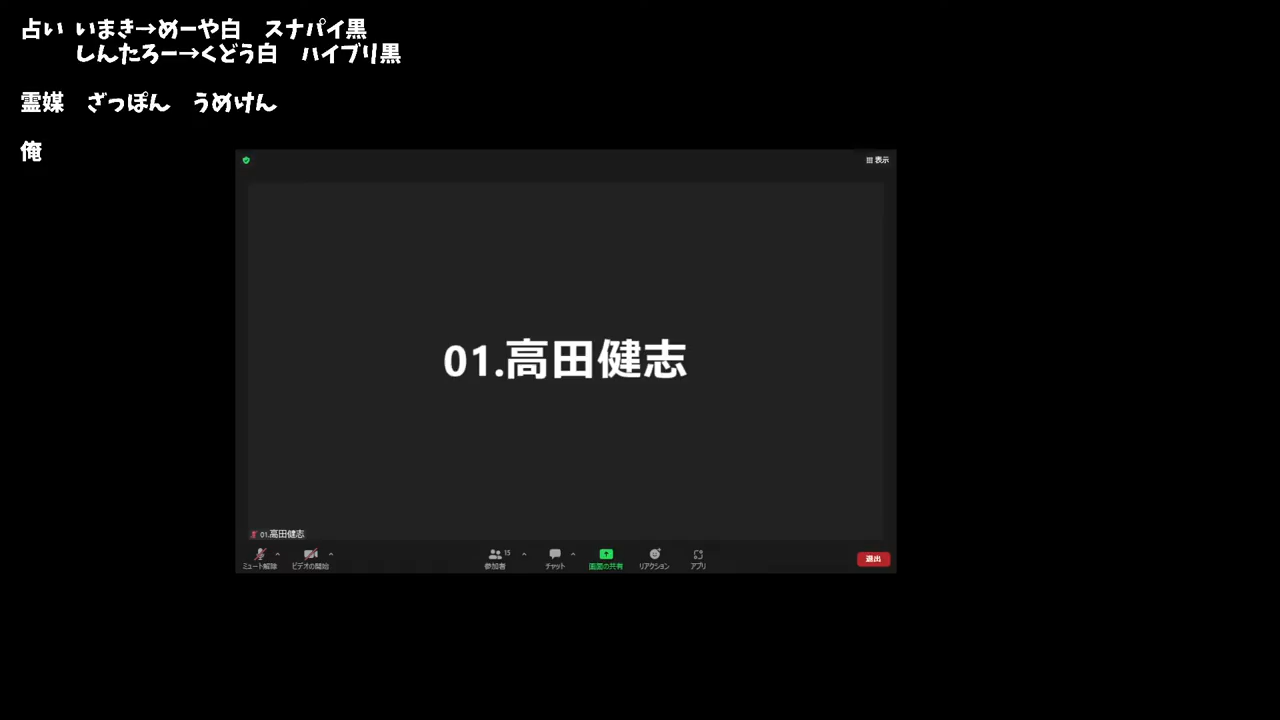 占い いまき→めーや白　スナパイ黒
しんたろー→くどう白　ハイブリ黒
霊媒　ざっぽん　うめけん
俺
表示
01.高田健志
01.高田健志
ミュート解除 ビデオの開始 15 参加者 チャット 画面の共有 リアクション アプリ 退出